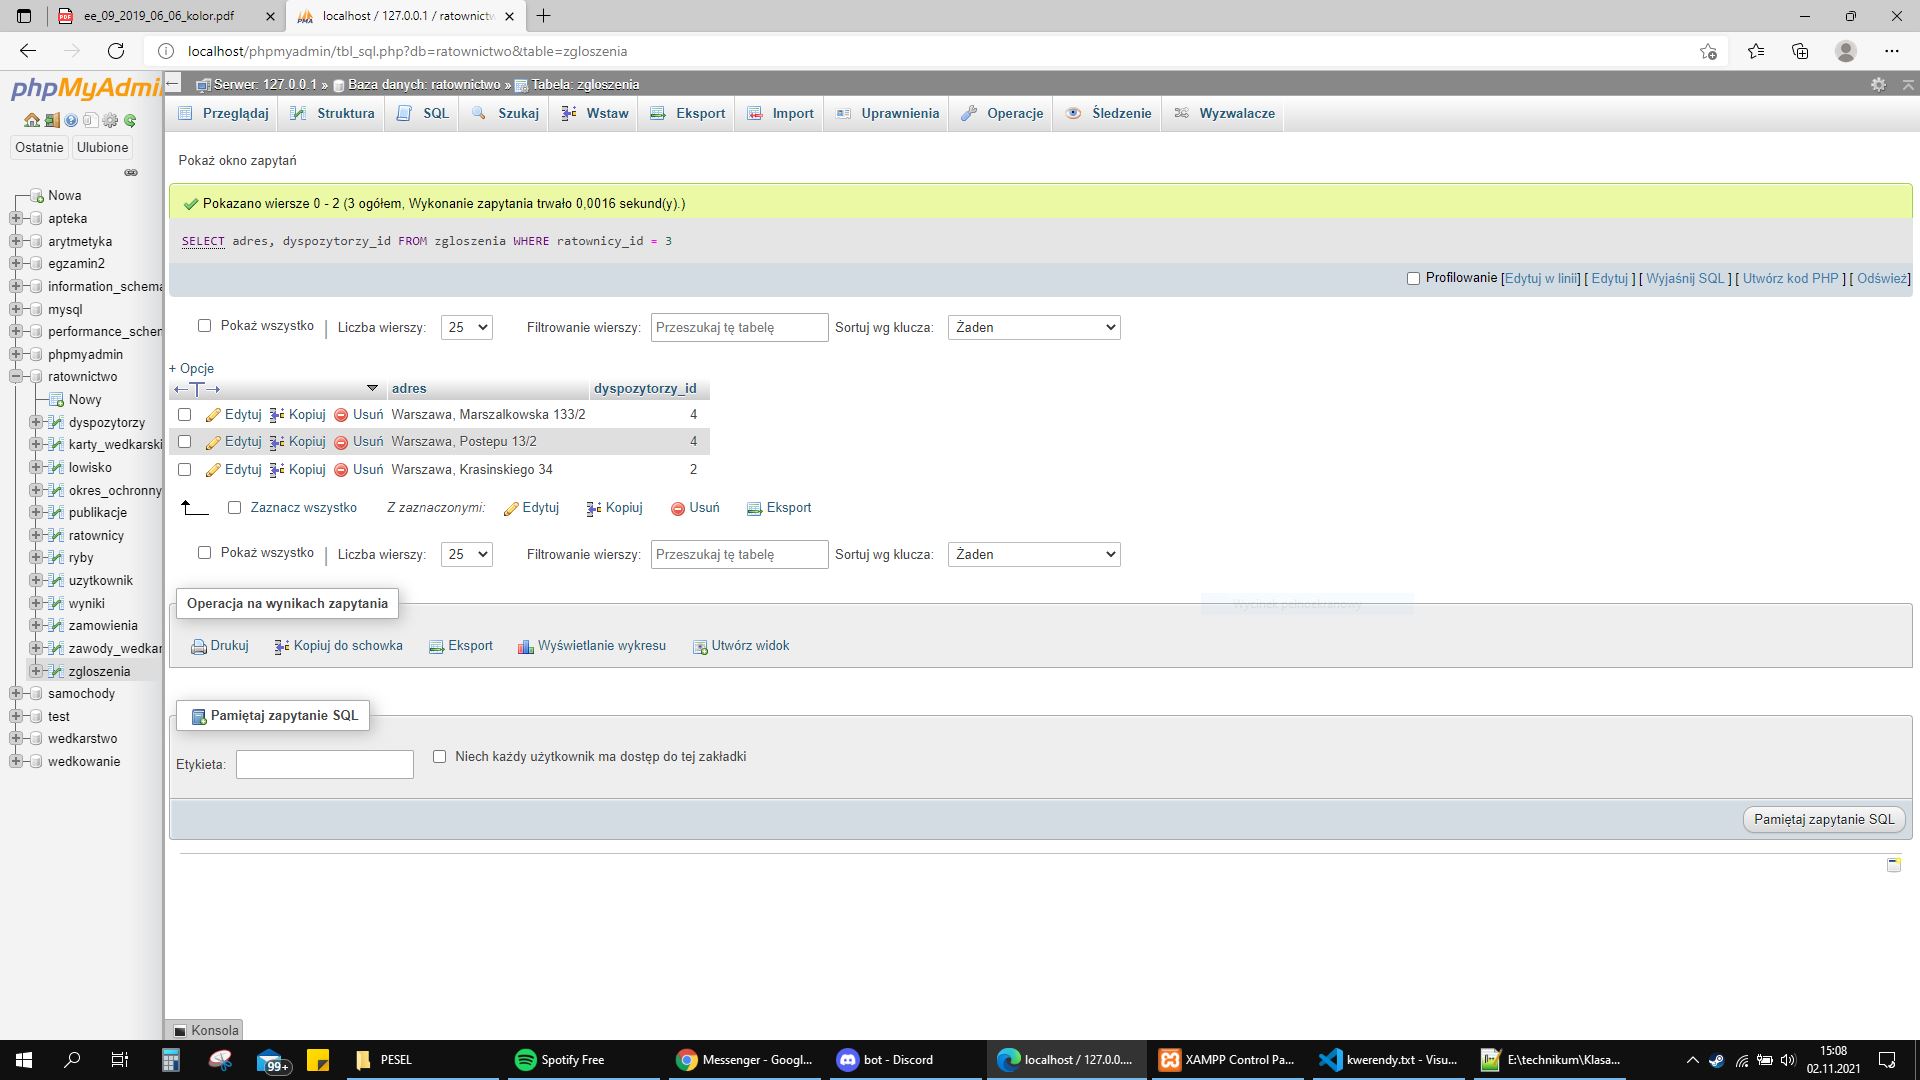 ee_09_2019_06_06_kolor.pdf
localhost / 127.0.0.1 / ratownictw
localhost/phpmyadmin/tbl_sql.php?db=ratownictwo&table=zgloszenia
phpMyAdmi
Serwer: 127.0.0.1 » Baza danych: ratownictwo » Tabela: zgloszenia
Przeglądaj Struktura SQL Szukaj Wstaw Eksport Import Uprawnienia Operacje Śledzenie Wyzwalacze
Ostatnie Ulubione
Nowa
apteka
arytmetyka
egzamin2
information_schema
mysql
performance_schem
phpmyadmin
ratownictwo
Nowy
dyspozytorzy
karty_wedkarski
lowisko
okres_ochronny
publikacje
ratownicy
ryby
uzytkownik
wyniki
zamowienia
zawody_wedkar
zgloszenia
samochody
test
wedkarstwo
wedkowanie
Pokaż okno zapytań
Pokazano wiersze 0 - 2 (3 ogółem, Wykonanie zapytania trwało 0,0016 sekund(y).)
SELECT adres, dyspozytorzy_id FROM zgloszenia WHERE ratownicy_id = 3
Profilowanie [Edytuj w linii] [ Edytuj ] [ Wyjaśnij SQL ] [ Utwórz kod PHP ] [ Odśwież]
Pokaż wszystko | Liczba wierszy: 25 Filtrowanie wierszy: Przeszukaj tę tabelę Sortuj wg klucza: Żaden
+ Opcje
adres dyspozytorzy_id
Edytuj Kopiuj Usuń Warszawa, Marszalkowska 133/2 4
Edytuj Kopiuj Usuń Warszawa, Postepu 13/2 4
Edytuj Kopiuj Usuń Warszawa, Krasinskiego 34 2
Zaznacz wszystko Z zaznaczonymi: Edytuj Kopiuj Usuń Eksport
Pokaż wszystko | Liczba wierszy: 25 Filtrowanie wierszy: Przeszukaj tę tabelę Sortuj wg klucza: Żaden
Operacja na wynikach zapytania
Wycinek pełnoekranowy
Drukuj Kopiuj do schowka Eksport Wyświetlanie wykresu Utwórz widok
Pamiętaj zapytanie SQL
Etykieta: Niech każdy użytkownik ma dostęp do tej zakładki
Pamiętaj zapytanie SQL
Konsola
99+ PESEL Spotify Free Messenger - Googl... bot - Discord localhost / 127.0.0.... XAMPP Control Pa... kwerendy.txt - Visu... E:\technikum\Klasa...
15:08
02.11.2021